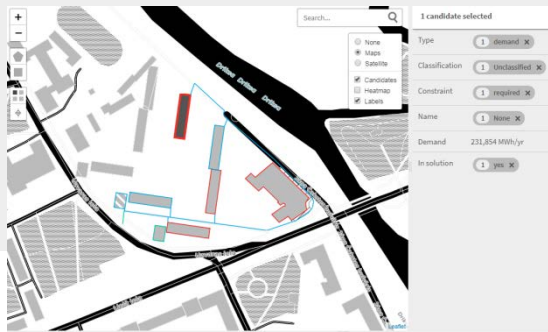 +
−
Search...
None
Maps
Satellite
Candidates
Heatmap
Labels
Leaflet
1 candidate selected
Type
1 demand ×
Classification
1 Unclassified ×
Constraint
1 required ×
Name
1 None ×
Demand
231,854 MWh/yr
In solution
1 yes ×